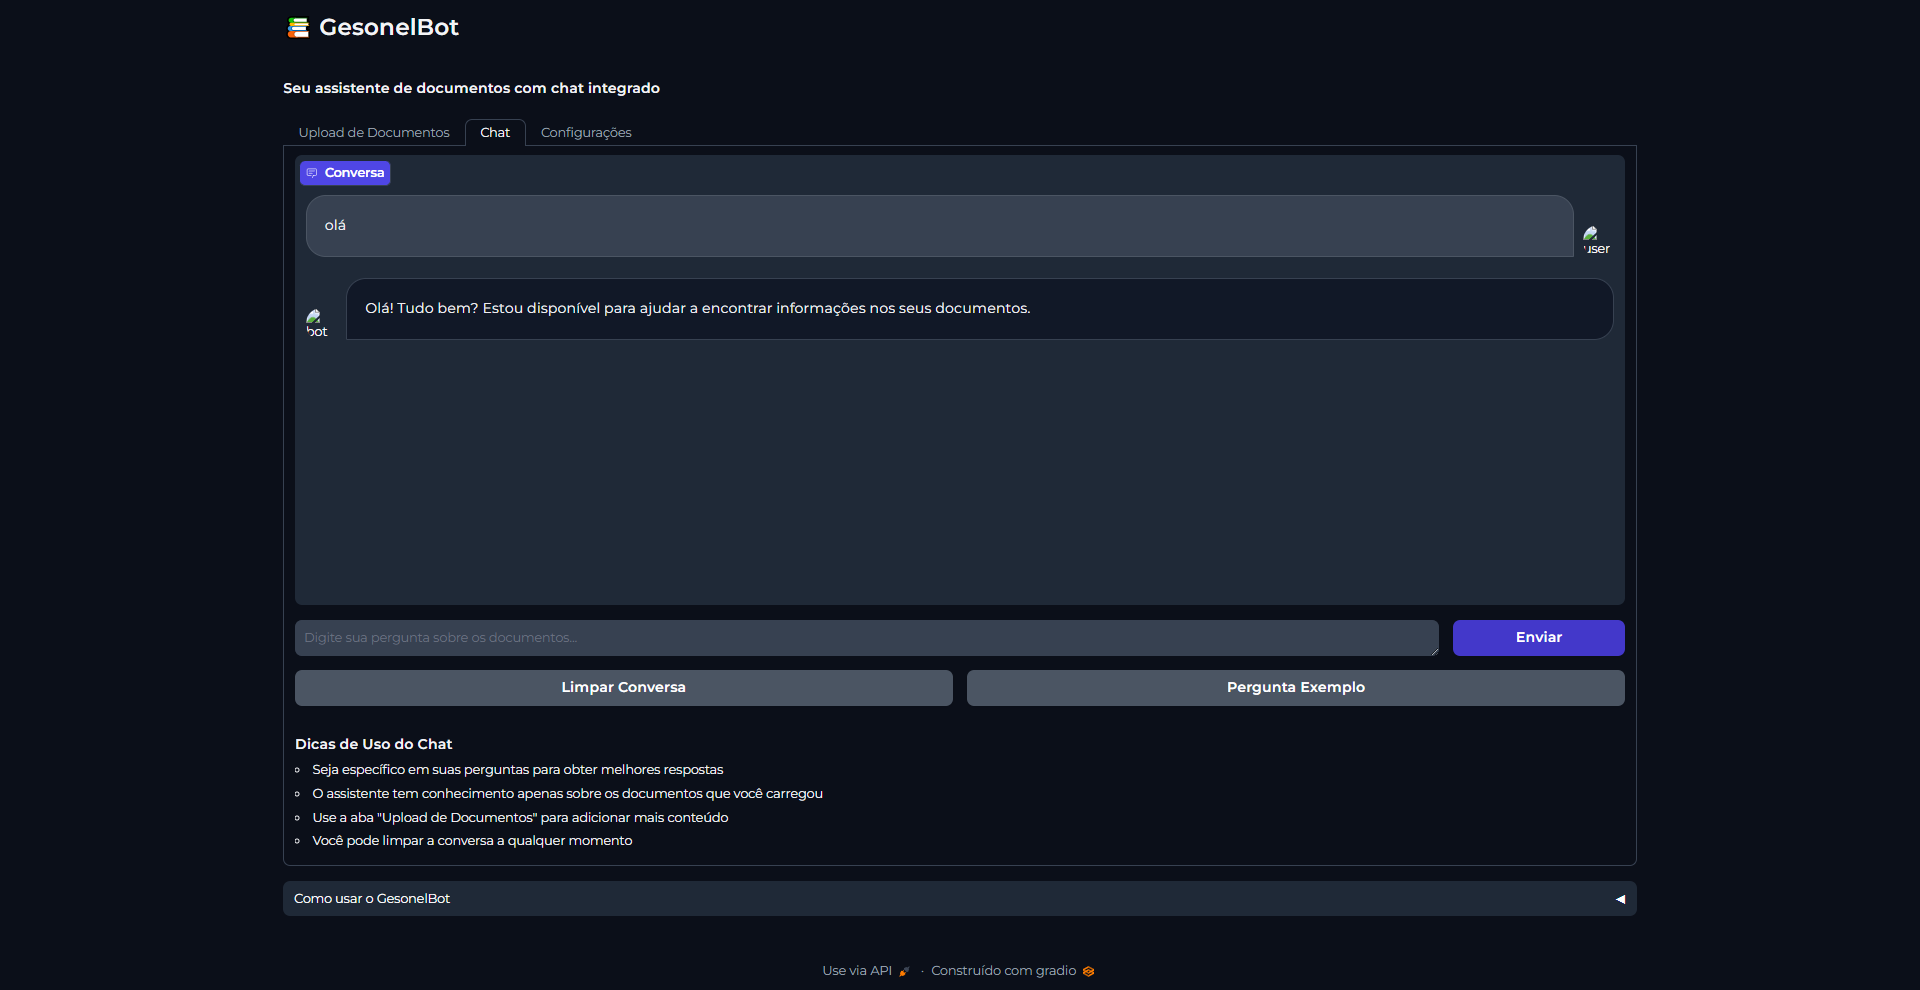 GesonelBot
Seu assistente de documentos com chat integrado
Upload de Documentos Chat Configurações
Conversa
olá
user
Olá! Tudo bem? Estou disponível para ajudar a encontrar informações nos seus documentos.
bot
Digite sua pergunta sobre os documentos...
Enviar
Limpar Conversa Pergunta Exemplo
Dicas de Uso do Chat
Seja específico em suas perguntas para obter melhores respostas
O assistente tem conhecimento apenas sobre os documentos que você carregou
Use a aba "Upload de Documentos" para adicionar mais conteúdo
Você pode limpar a conversa a qualquer momento
Como usar o GesonelBot
Use via API · Construído com gradio